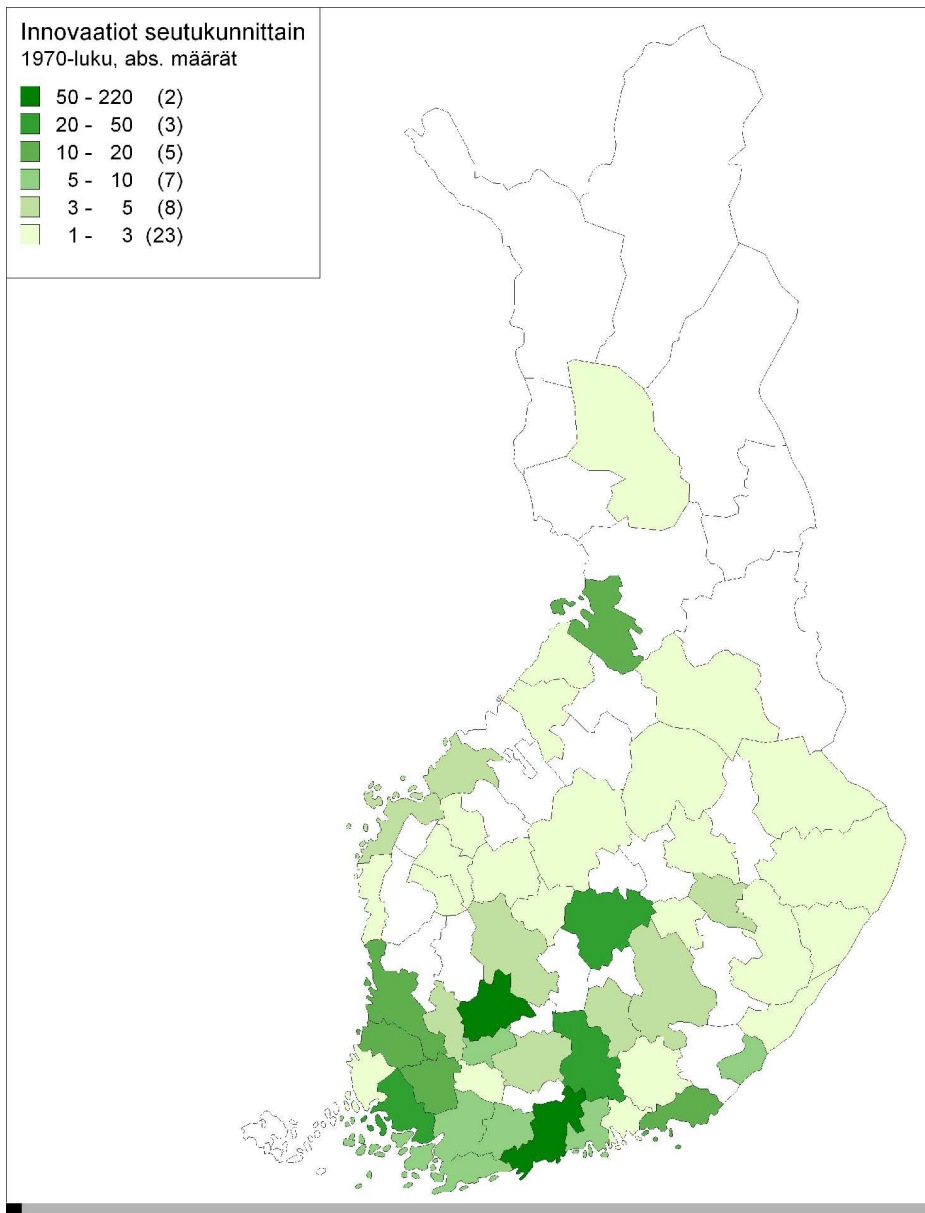 Innovaatiot seutukunnittain
1970-luku, abs. määrät
50 - 220 (2)
20 - 50 (3)
10 - 20 (5)
5 - 10 (7)
3 - 5 (8)
1 - 3 (23)